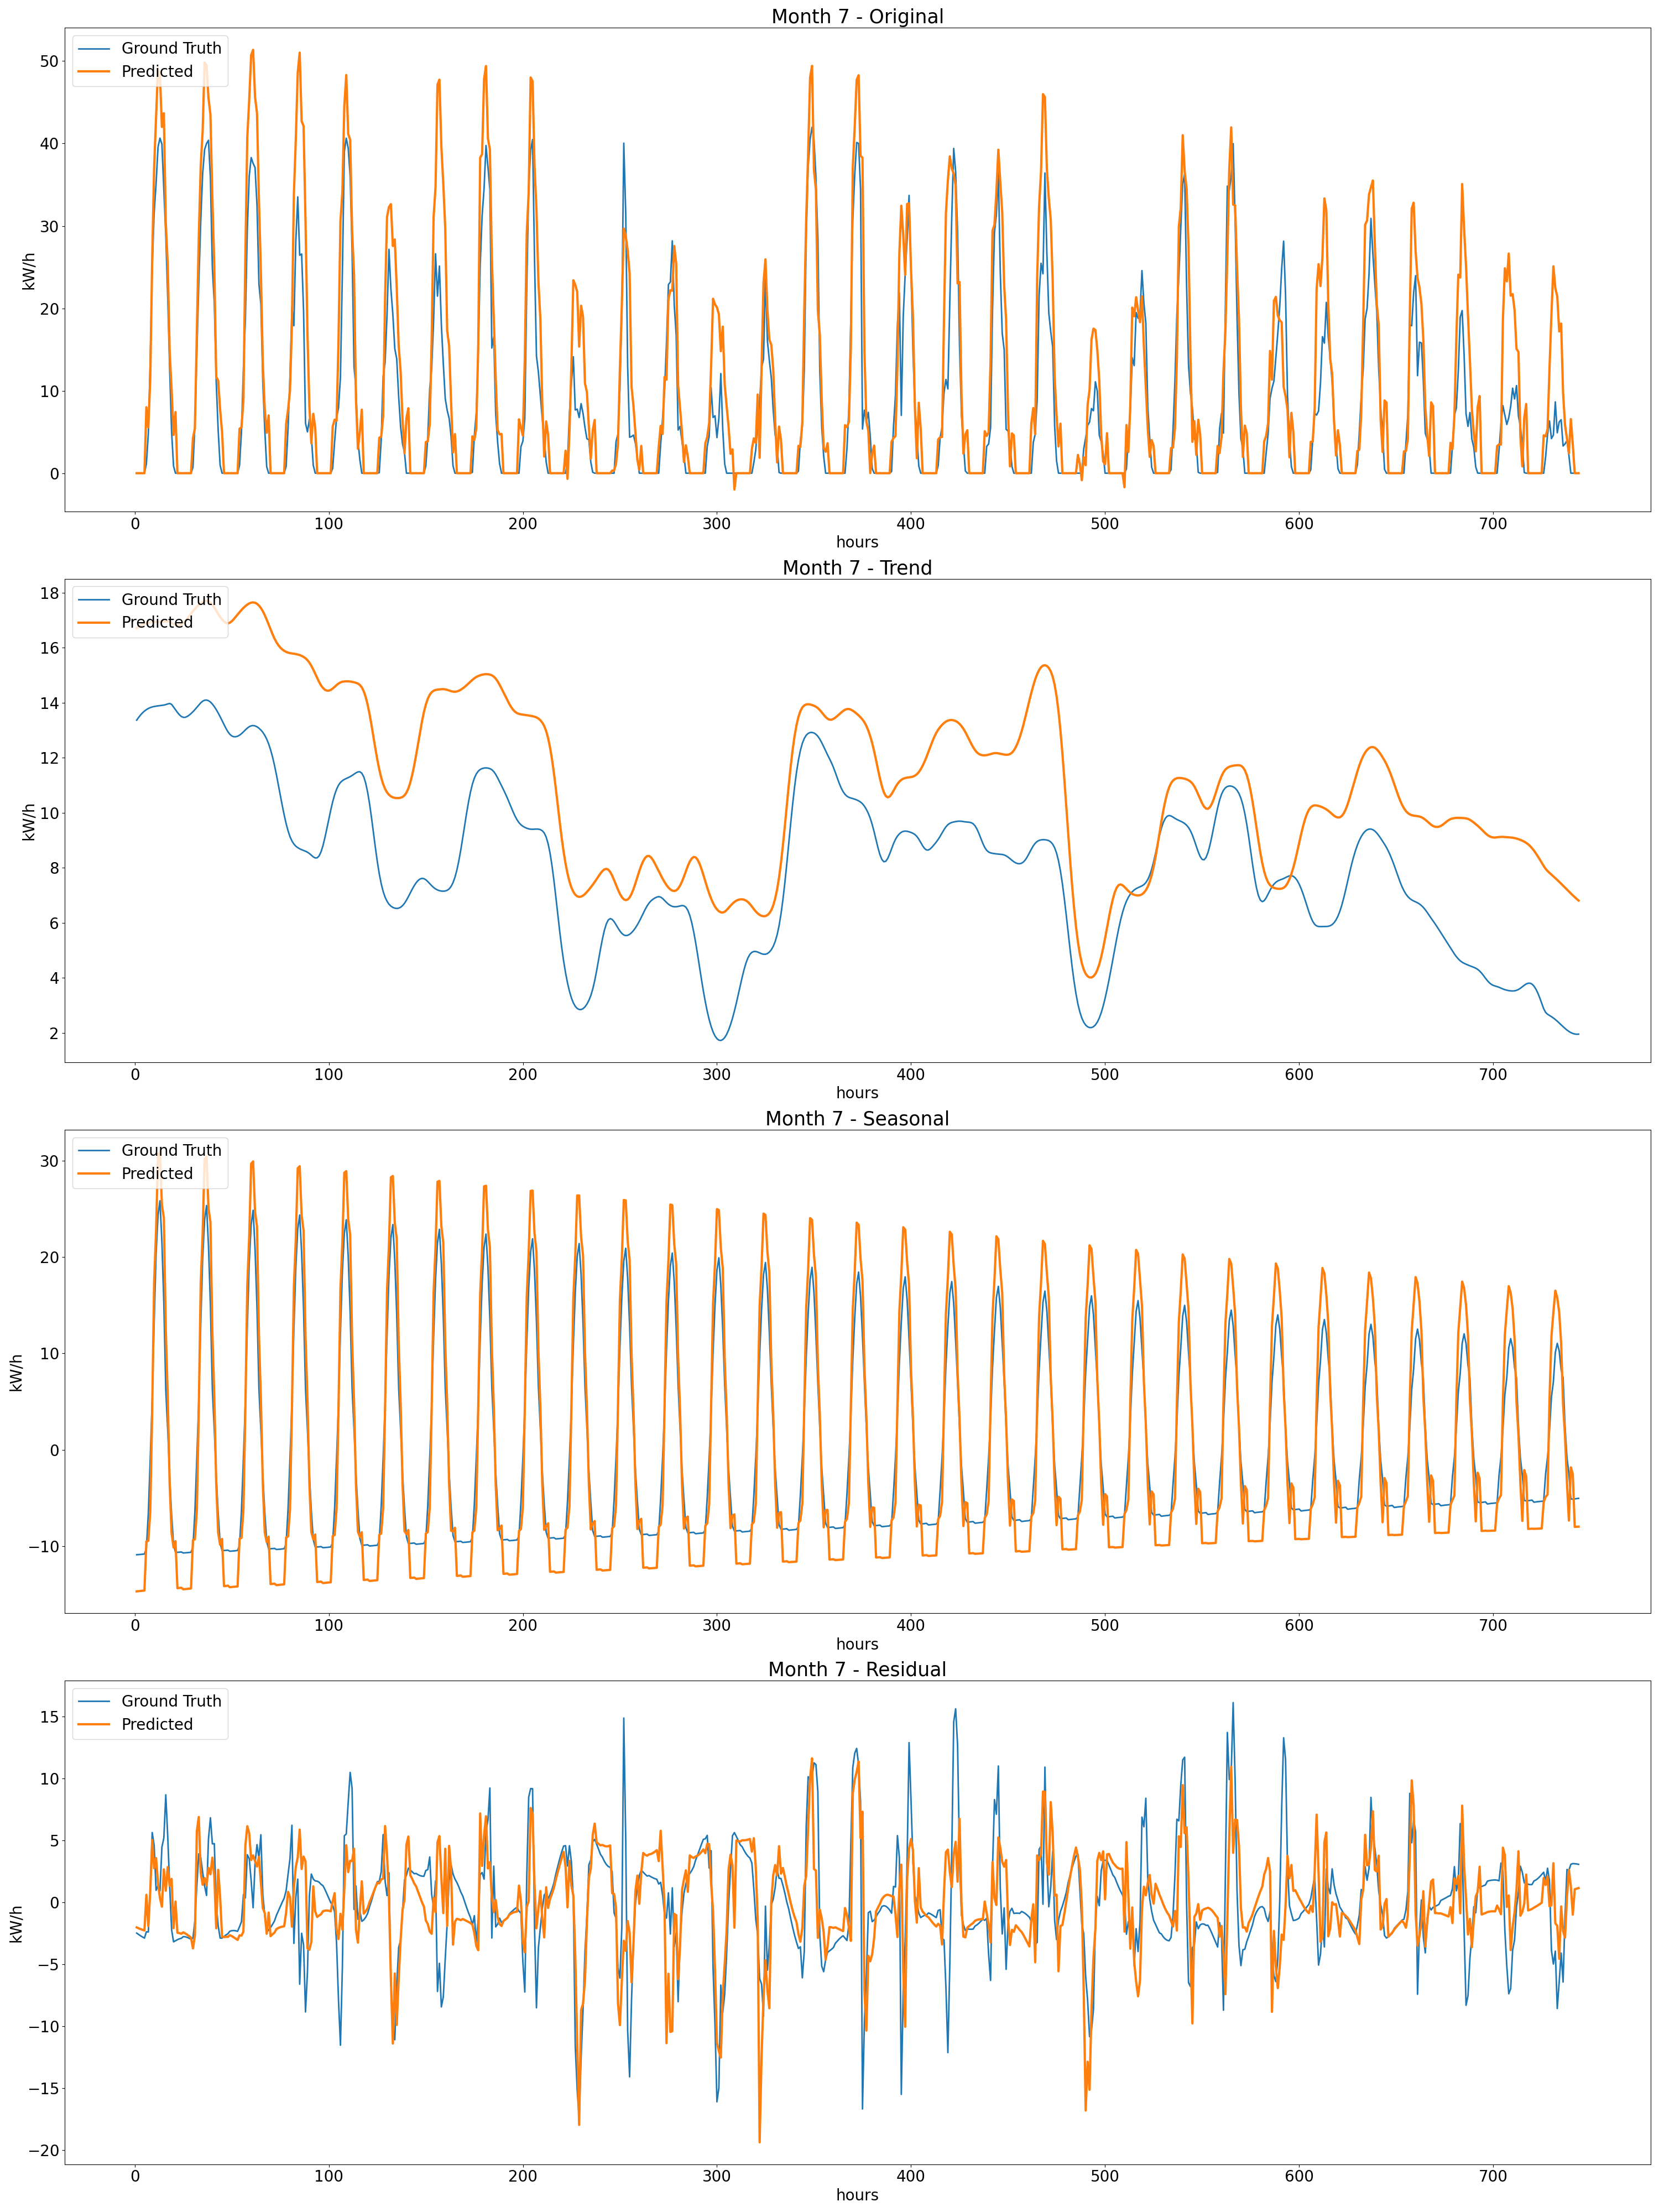 Month 7 - Original
Ground Truth
Predicted
50
40
30
20
10
0
kW/h
0 100 200 300 400 500 600 700
hours
Month 7 - Trend
Ground Truth
Predicted
18
16
14
12
10
8
6
4
2
kW/h
0 100 200 300 400 500 600 700
hours
Month 7 - Seasonal
Ground Truth
Predicted
30
20
10
0
−10
kW/h
0 100 200 300 400 500 600 700
hours
Month 7 - Residual
Ground Truth
Predicted
15
10
5
0
−5
−10
−15
−20
kW/h
0 100 200 300 400 500 600 700
hours